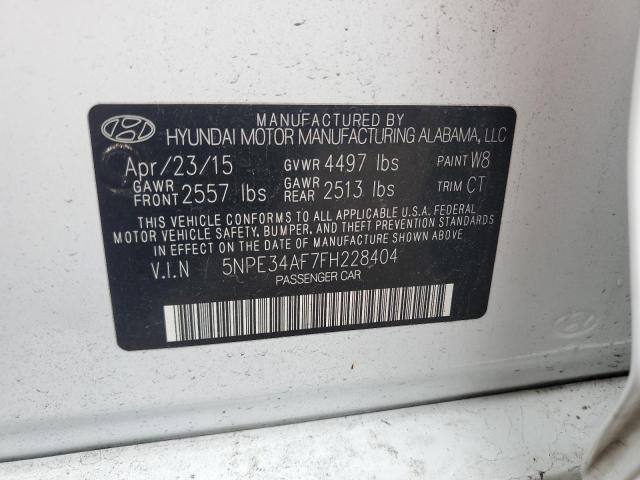 MANUFACTURED BY
HYUNDAI MOTOR MANUFACTURING ALABAMA, LLC
Apr/23/15 GVWR 4497 lbs PAINT W8
GAWR FRONT 2557 lbs GAWR REAR 2513 lbs TRIM CT
THIS VEHICLE CONFORMS TO ALL APPLICABLE U.S.A. FEDERAL
MOTOR VEHICLE SAFETY, BUMPER, AND THEFT PREVENTION STANDARDS
IN EFFECT ON THE DATE OF MANUFACTURE SHOWN ABOVE.
V.I.N 5NPE34AF7FH228404
PASSENGER CAR